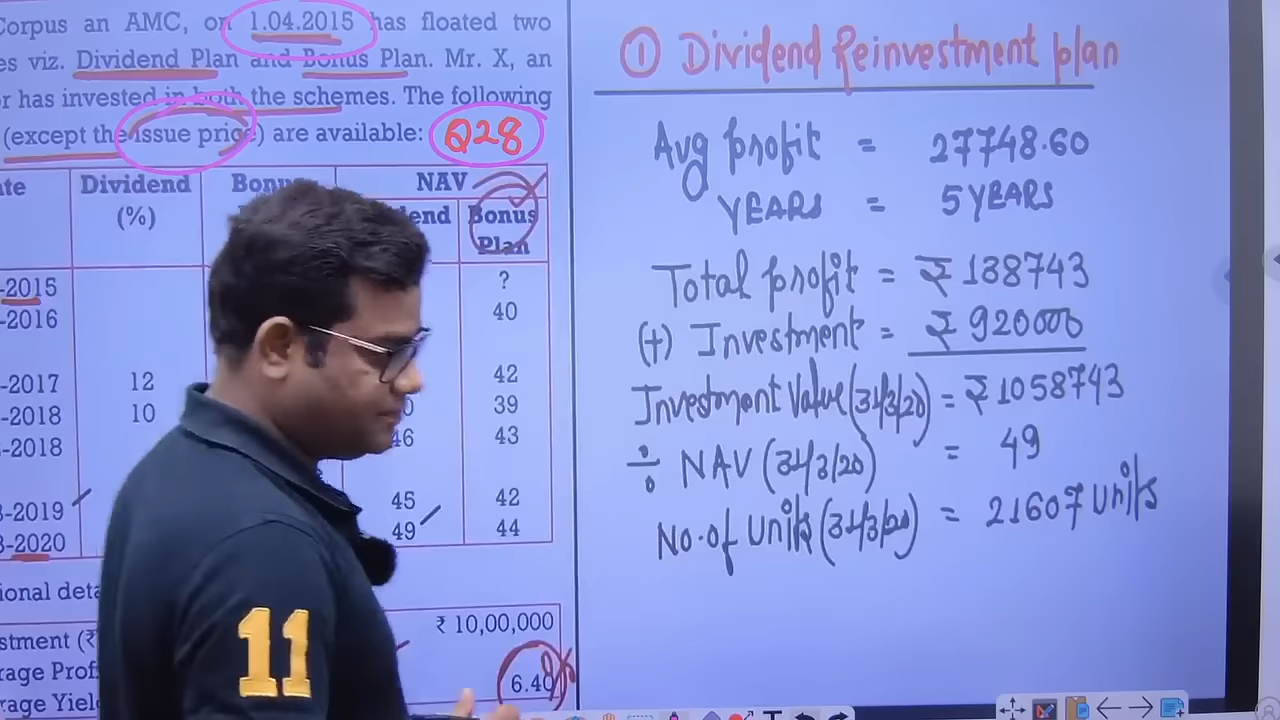 Corpus an AMC, on 1.04.2015 has floated two
es viz. Dividend Plan and Bonus Plan. Mr. X, an
r has invested in both the schemes. The following
(except the issue price) are available: Q28
ate Dividend Bonus NAV
(%) dend Bonus
Plan
-2015 ?
-2016 40
-2017 12 42
-2018 10 0 39
-2018 46 43
-2019 45 42
-2020 49 44
ional deta
stment (₹ ₹ 10,00,000
rage Prof
rage Yiel 6.40
11
① Dividend Reinvestment plan
Avg profit = 27748.60
YEARS = 5 YEARS
Total profit = ₹ 138743
(+) Investment = ₹ 920000
Investment Value (31/3/20) = ₹ 1058743
÷ NAV (31/3/20) = 49
No. of Units (31/3/20) = 21607 Units